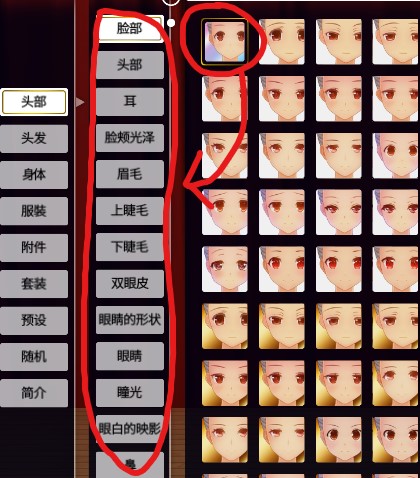 头部
头发
身体
服裝
附件
套装
预设
随机
简介
脸部
头部
耳
脸颊光泽
眉毛
上睫毛
下睫毛
双眼皮
眼睛的形状
眼睛
瞳光
眼白的映影
鼻